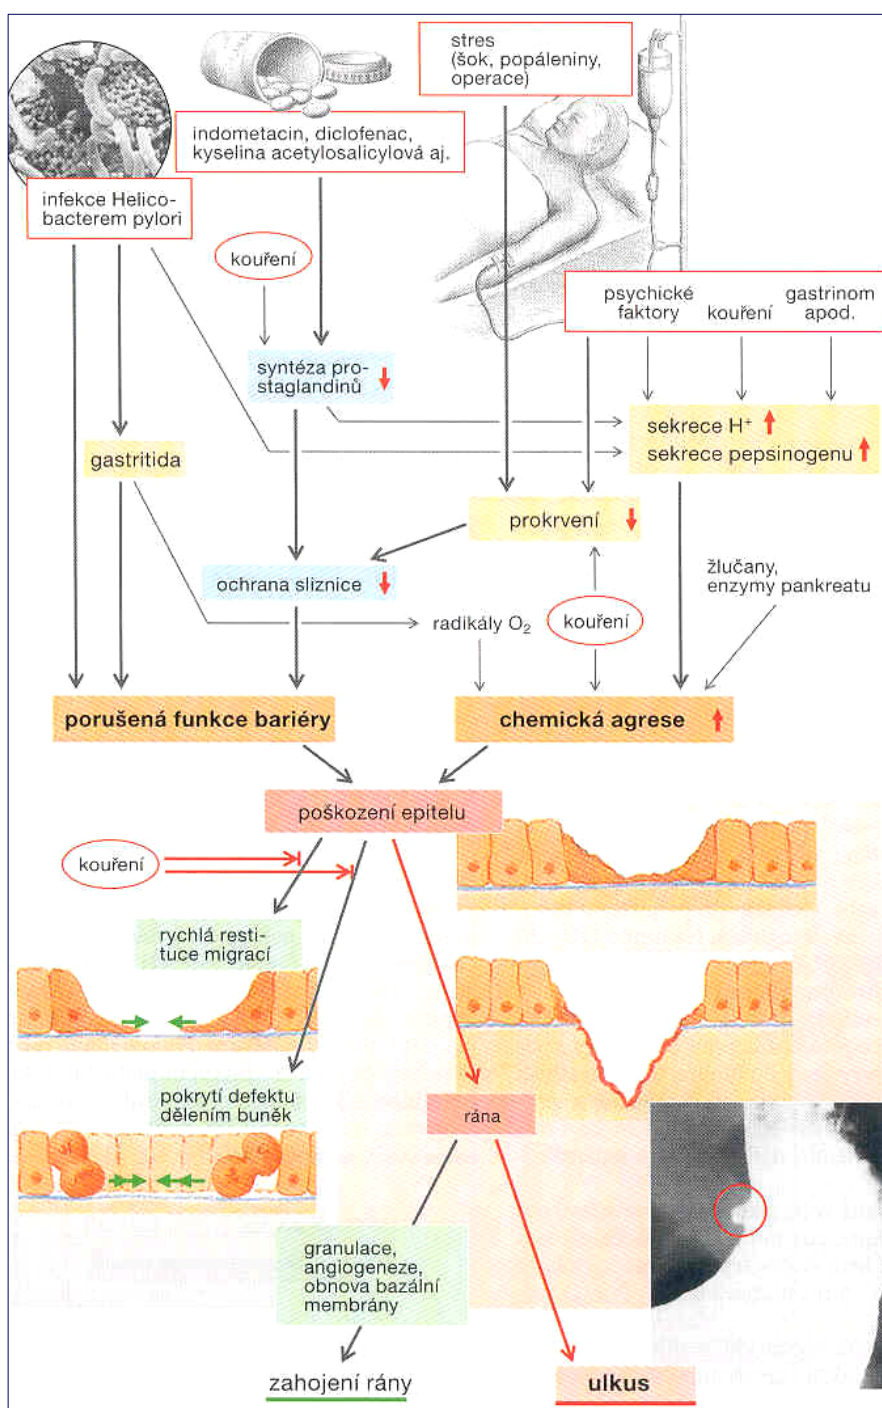 stres
(šok, popáleniny,
operace)
indometacin, diclofenac,
kyselina acetylosalicylová aj.
infekce Helico-
bacterem pylori
kouření
psychické
faktory
kouření
gastrinom
apod.
syntéza pro-
staglandinů
sekrece H⁺
sekrece pepsinogenu
gastritida
prokrvení
ochrana sliznice
žlučany,
enzymy pankreatu
radikály O₂
kouření
porušená funkce bariéry
chemická agrese
poškození epitelu
kouření
rychlá resti-
tuce migrací
pokrytí defektu
dělením buněk
rána
granulace,
angiogeneze,
obnova bazální
membrány
zahojení rány
ulkus